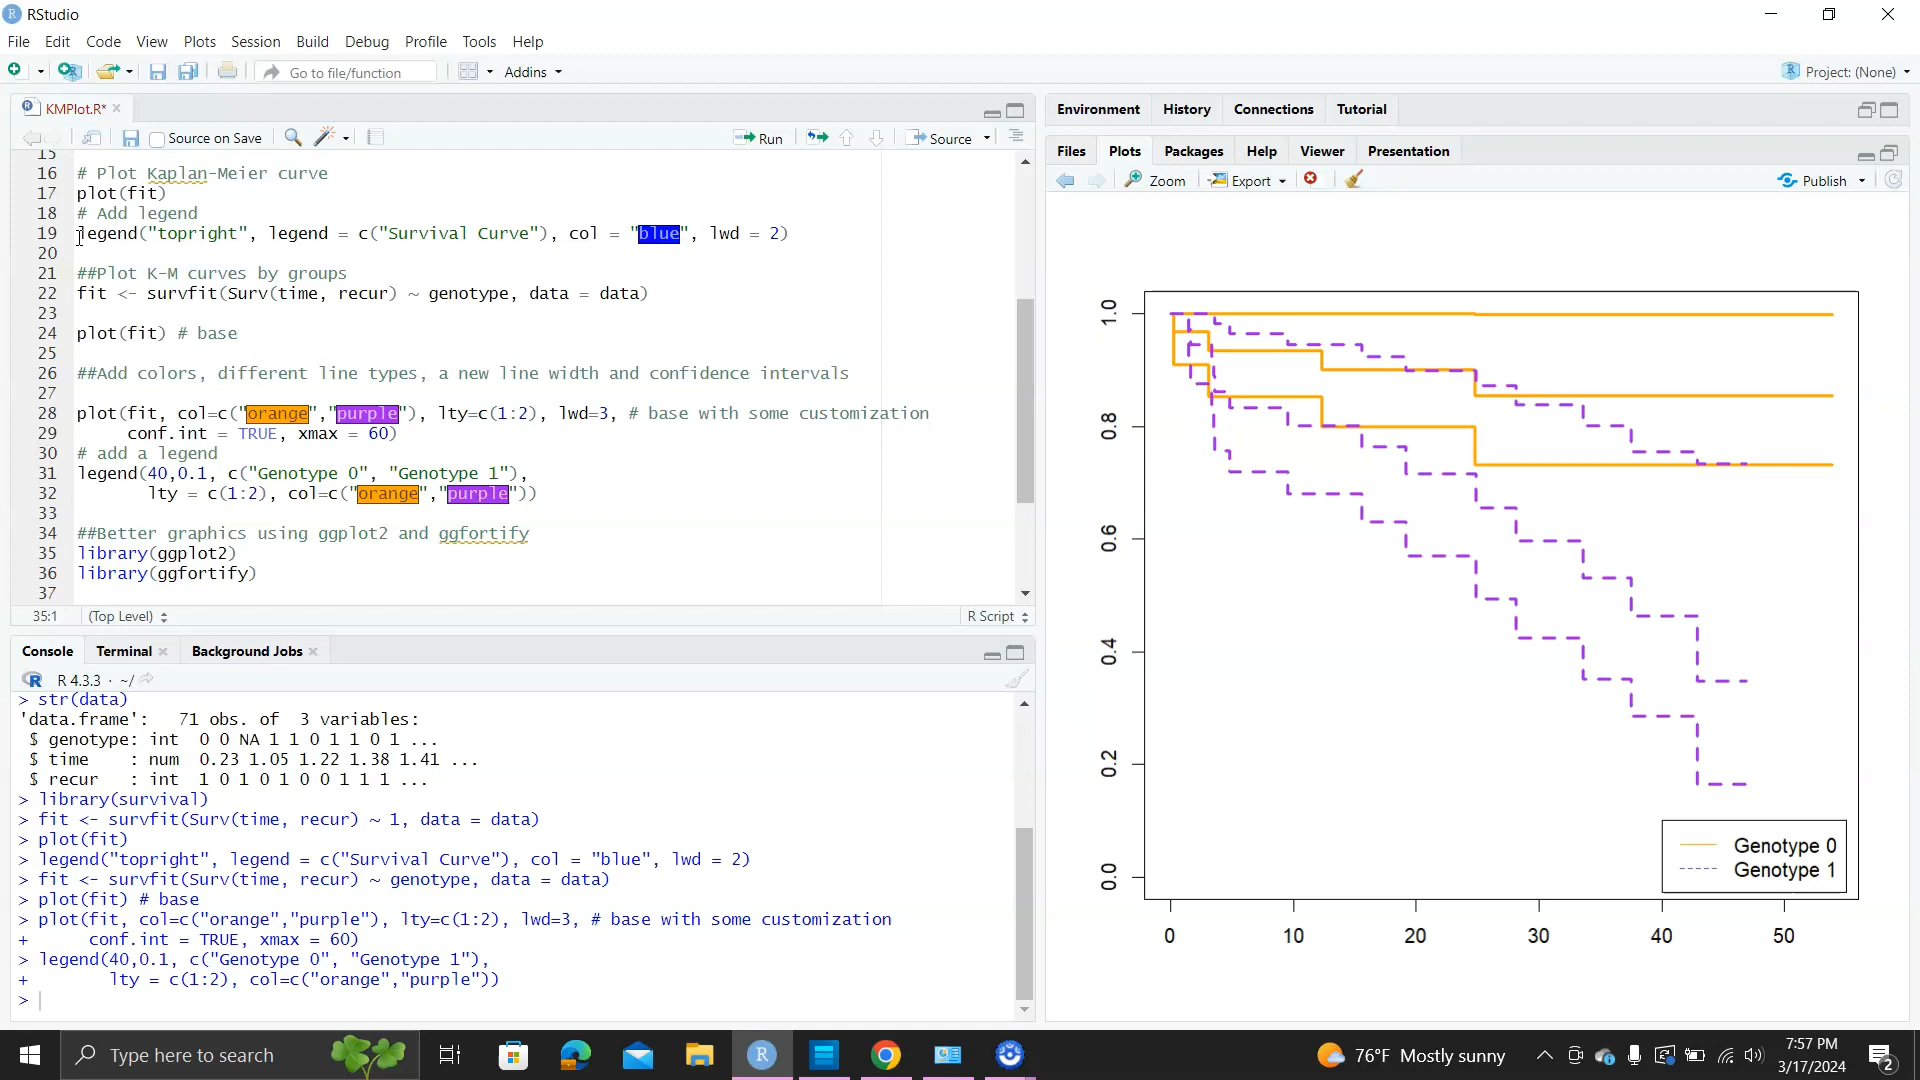 RStudio
File Edit Code View Plots Session Build Debug Profile Tools Help
Go to file/function Addins Project: (None)
KMPlot.R*
Source on Save Run Source
15
16 # Plot Kaplan-Meier curve
17 plot(fit)
18 # Add legend
19 legend("topright", legend = c("Survival Curve"), col = "blue", lwd = 2)
20
21 ##Plot K-M curves by groups
22 fit <- survfit(Surv(time, recur) ~ genotype, data = data)
23
24 plot(fit) # base
25
26 ##Add colors, different line types, a new line width and confidence intervals
27
28 plot(fit, col=c("orange","purple"), lty=c(1:2), lwd=3, # base with some customization
29      conf.int = TRUE, xmax = 60)
30 # add a legend
31 legend(40,0.1, c("Genotype 0", "Genotype 1"),
32        lty = c(1:2), col=c("orange","purple"))
33
34 ##Better graphics using ggplot2 and ggfortify
35 library(ggplot2)
36 library(ggfortify)
37
35:1 (Top Level) R Script
Console Terminal Background Jobs
R 4.3.3 · ~/
> str(data)
'data.frame':   71 obs. of  3 variables:
 $ genotype: int  0 0 NA 1 1 0 1 1 0 1 ...
 $ time    : num  0.23 1.05 1.22 1.38 1.41 ...
 $ recur   : int  1 0 1 0 1 0 0 1 1 1 ...
> library(survival)
> fit <- survfit(Surv(time, recur) ~ 1, data = data)
> plot(fit)
> legend("topright", legend = c("Survival Curve"), col = "blue", lwd = 2)
> fit <- survfit(Surv(time, recur) ~ genotype, data = data)
> plot(fit) # base
> plot(fit, col=c("orange","purple"), lty=c(1:2), lwd=3, # base with some customization
+      conf.int = TRUE, xmax = 60)
> legend(40,0.1, c("Genotype 0", "Genotype 1"),
+        lty = c(1:2), col=c("orange","purple"))
>
Environment History Connections Tutorial
Files Plots Packages Help Viewer Presentation
Zoom Export Publish
1.0
0.8
0.6
0.4
0.2
0.0
Genotype 0
Genotype 1
0 10 20 30 40 50
Type here to search
76°F Mostly sunny
7:57 PM
3/17/2024
2